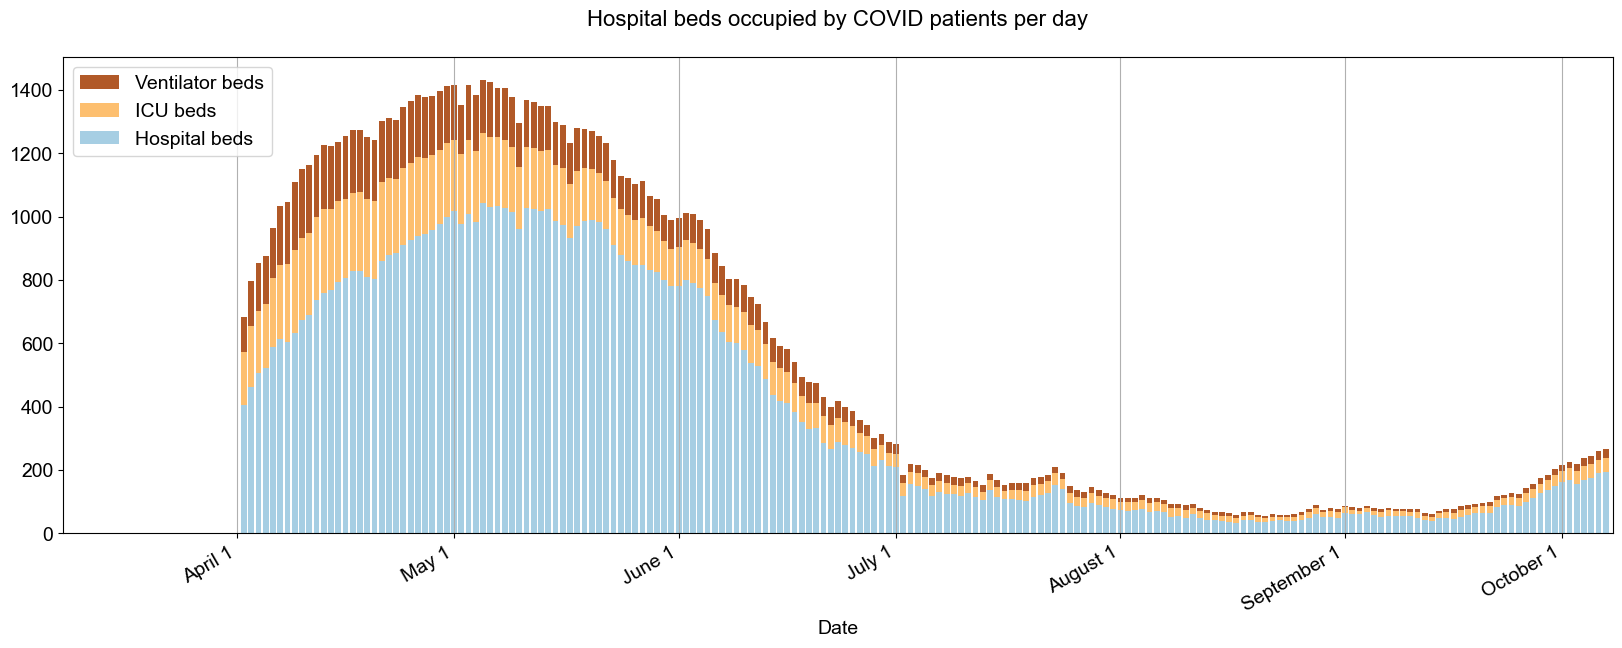 Hospital beds occupied by COVID patients per day
Ventilator beds
ICU beds
Hospital beds
1400
1200
1000
800
600
400
200
0
April 1
May 1
June 1
July 1
August 1
September 1
October 1
Date